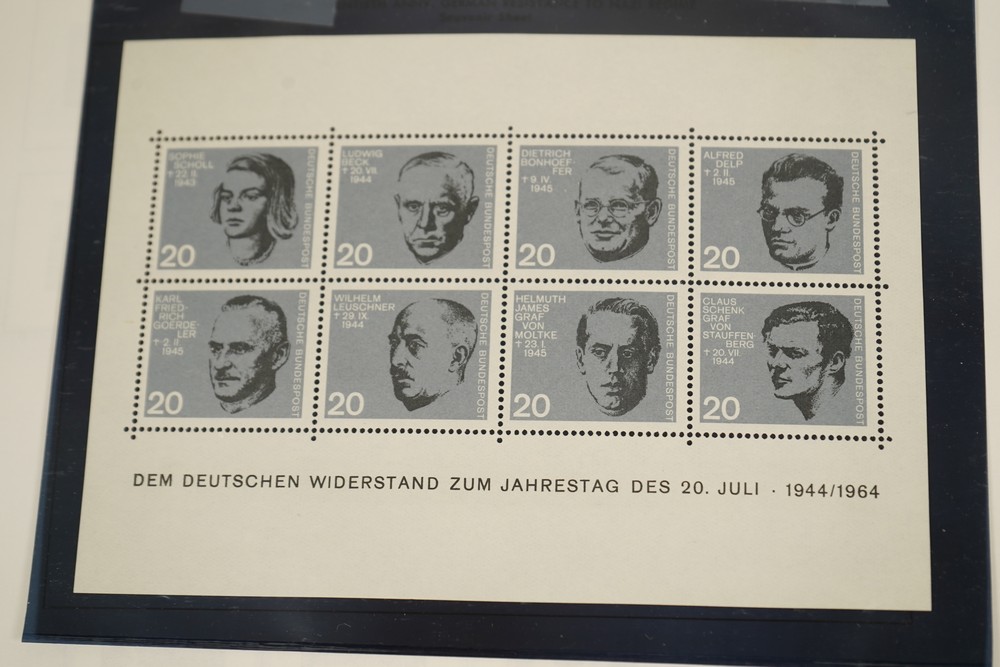 SOPHIE
SCHOLL
† 22. II.
1943
DEUTSCHE BUNDESPOST
20
LUDWIG
BECK
† 20. VII.
1944
DEUTSCHE BUNDESPOST
20
DIETRICH
BONHOEF-
FER
† 9. IV.
1945
DEUTSCHE BUNDESPOST
20
ALFRED
DELP
† 2. II.
1945
DEUTSCHE BUNDESPOST
20
KARL
FRIED-
RICH
GOERDE-
LER
† 2. II.
1945
DEUTSCHE BUNDESPOST
20
WILHELM
LEUSCHNER
† 29. IX.
1944
DEUTSCHE BUNDESPOST
20
HELMUTH
JAMES
GRAF
VON
MOLTKE
† 23. I.
1945
DEUTSCHE BUNDESPOST
20
CLAUS
SCHENK
GRAF
VON
STAUFFEN
BERG
† 20. VII.
1944
DEUTSCHE BUNDESPOST
20
DEM DEUTSCHEN WIDERSTAND ZUM JAHRESTAG DES 20. JULI · 1944/1964